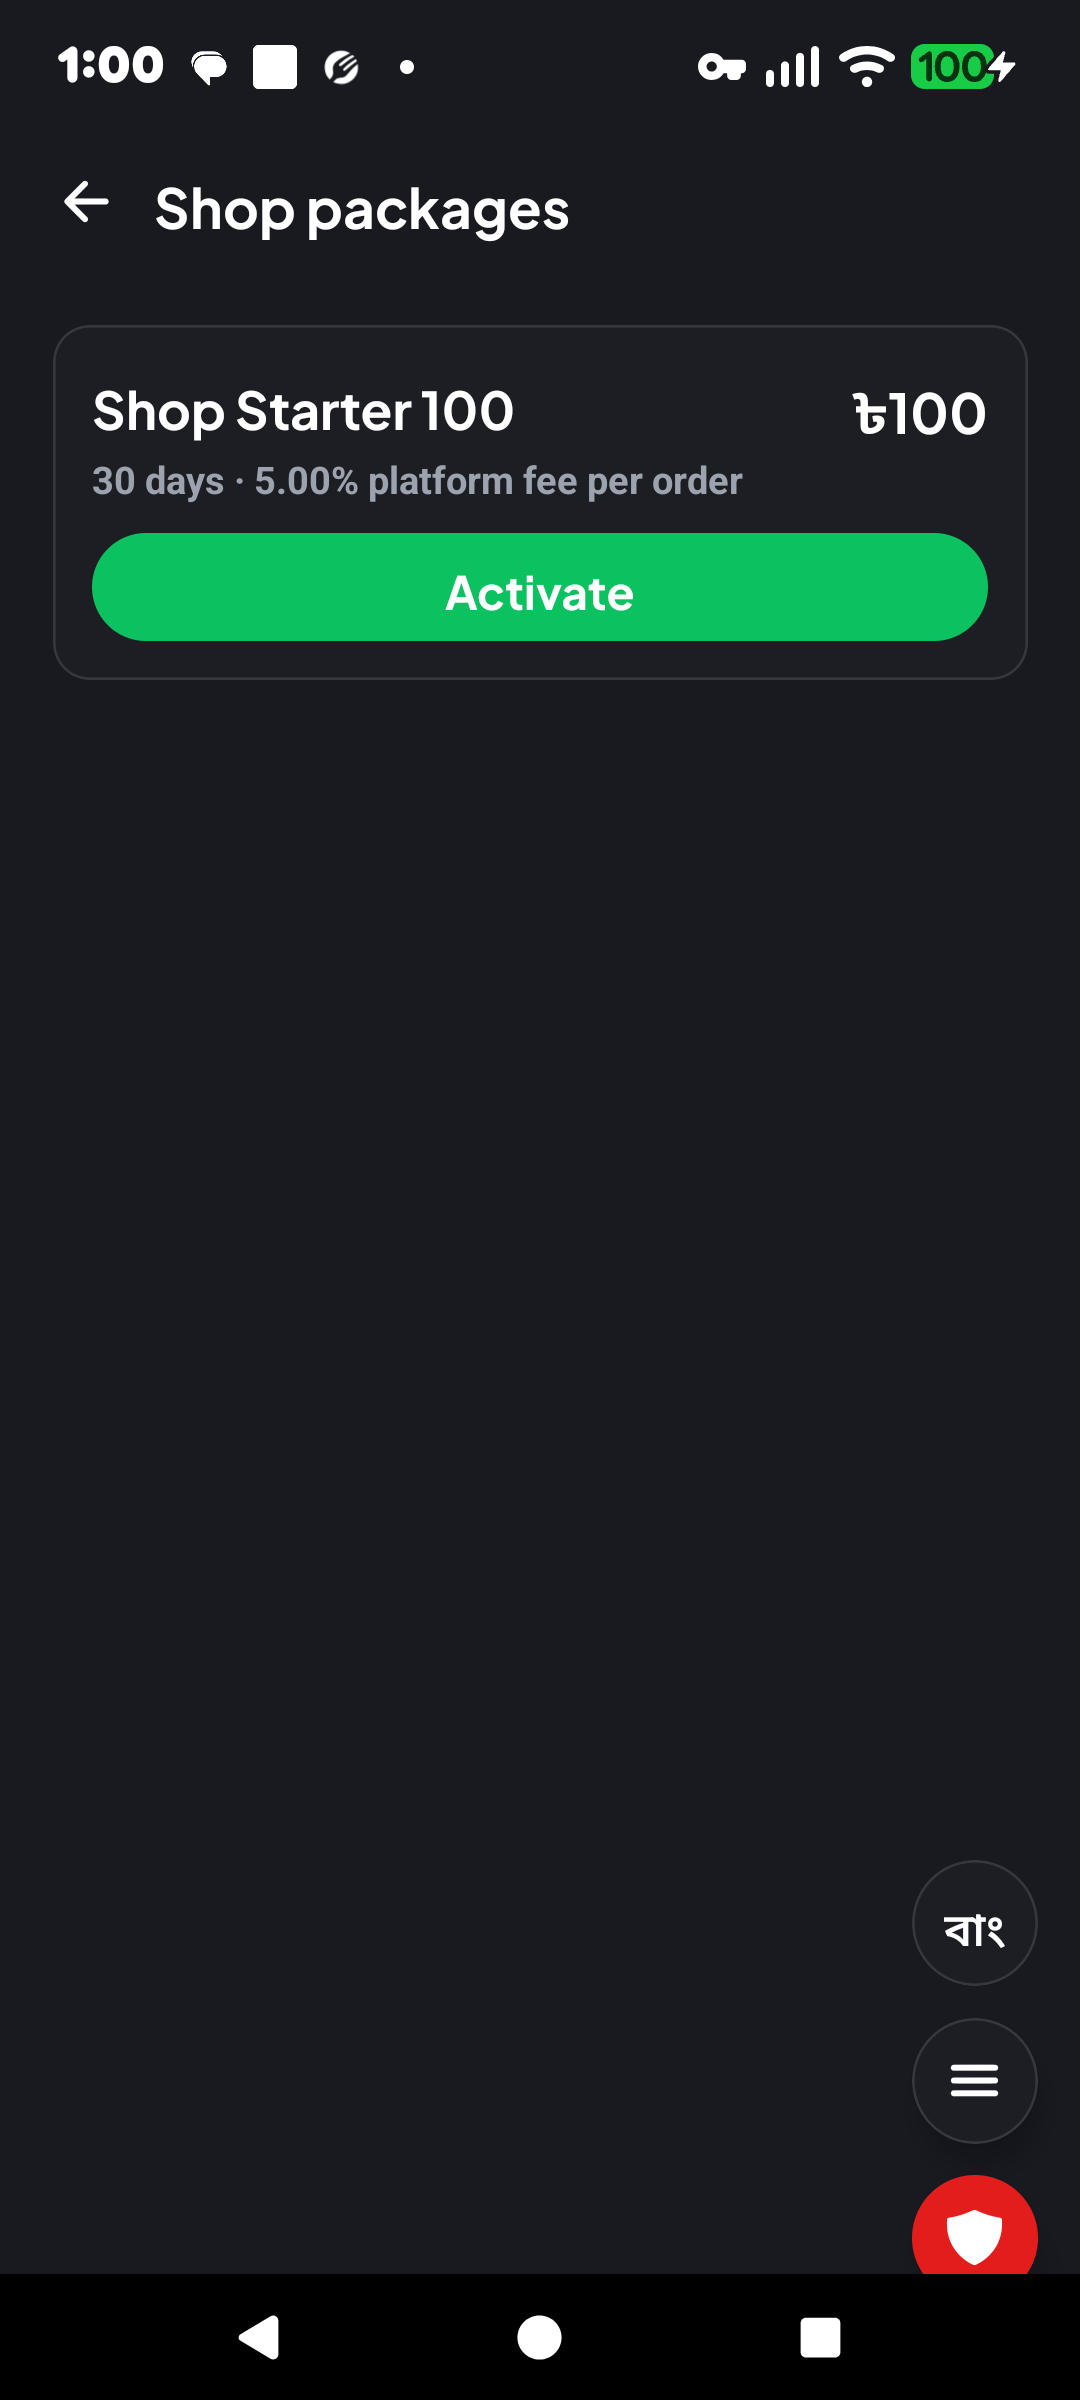 1:00
100
Shop packages
Shop Starter 100
৳100
30 days · 5.00% platform fee per order
Activate
বাং